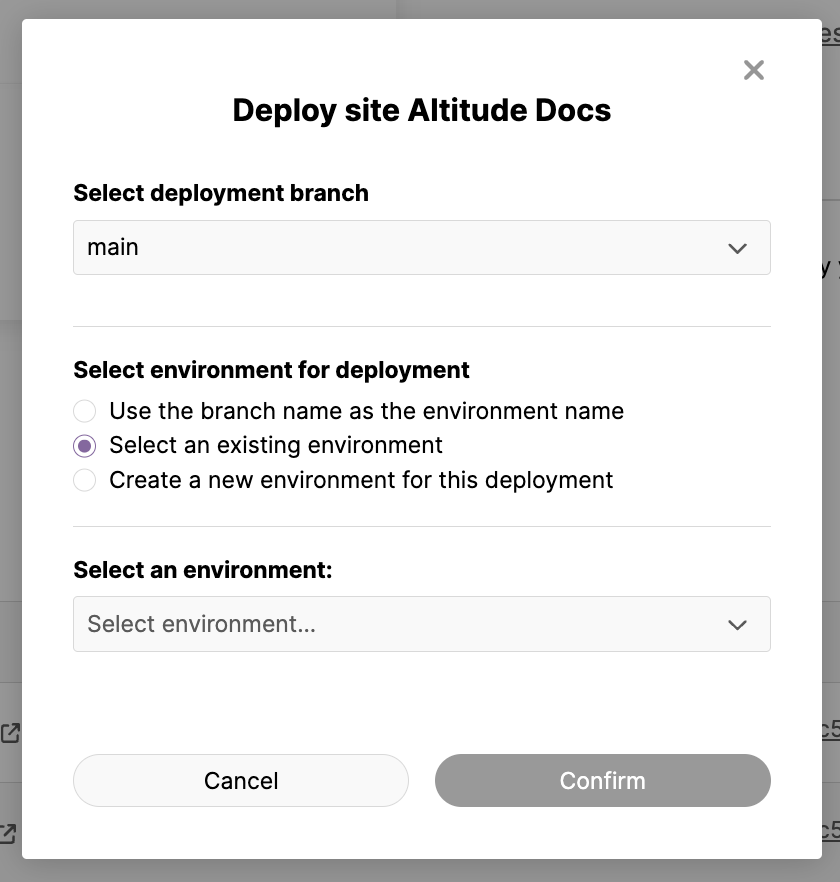 Deploy site Altitude Docs
Select deployment branch
main
Select environment for deployment
Use the branch name as the environment name
Select an existing environment
Create a new environment for this deployment
Select an environment:
Select environment...
Cancel
Confirm